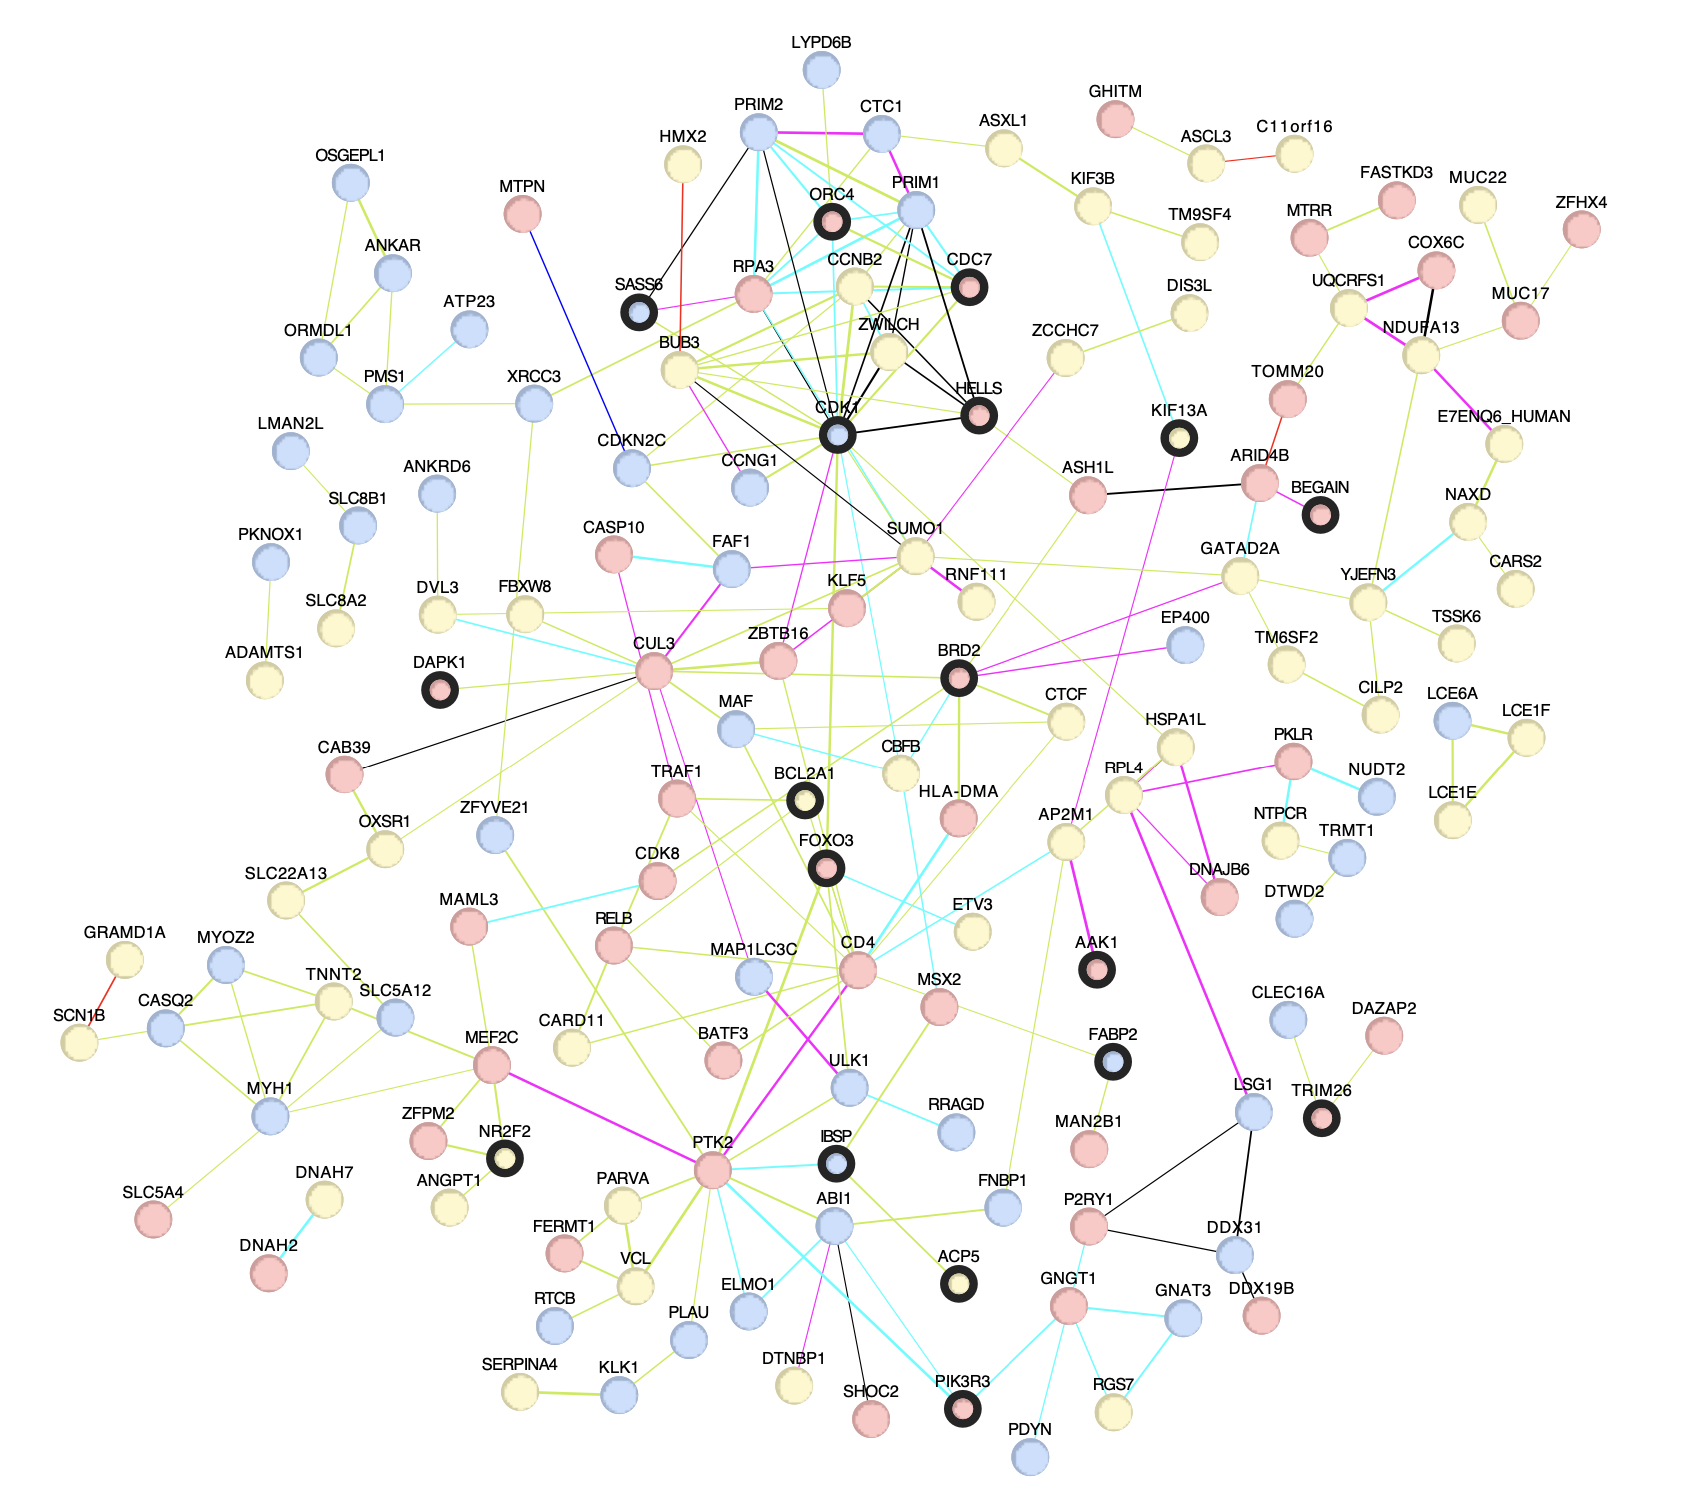 LYPD6B
GHITM
PRIM2
CTC1
ASXL1
ASCL3
C11orf16
HMX2
OSGEPL1
MTPN
ORC4
PRIM1
KIF3B
FASTKD3
MUC22
MTRR
ZFHX4
TM9SF4
ANKAR
RPA3
CCNB2
CDC7
COX6C
SASS6
UQCRFS1
DIS3L
MUC17
ATP23
ORMDL1
ZWILCH
BUB3
ZCCHC7
NDUFA13
PMS1
XRCC3
TOMM20
HELLS
CDK1
KIF13A
E7ENQ6_HUMAN
LMAN2L
CDKN2C
CCNG1
ANKRD6
ASH1L
ARID4B
BEGAIN
NAXD
SLC8B1
PKNOX1
CASP10
FAF1
SUMO1
GATAD2A
CARS2
RNF111
YJEFN3
SLC8A2
DVL3
FBXW8
KLF5
TSSK6
EP400
ADAMTS1
CUL3
ZBTB16
BRD2
TM6SF2
DAPK1
CILP2
MAF
CTCF
HSPA1L
LCE6A
LCE1F
CAB39
CBFB
PKLR
TRAF1
BCL2A1
RPL4
NUDT2
HLA-DMA
LCE1E
ZFYVE21
OXSR1
AP2M1
NTPCR
TRMT1
FOXO3
CDK8
DNAJB6
SLC22A13
DTWD2
MAML3
ETV3
GRAMD1A
MYOZ2
RELB
MAP1LC3C
CD4
AAK1
TNNT2
SLC5A12
CASQ2
MSX2
CLEC16A
SCN1B
CARD11
BATF3
FABP2
DAZAP2
MEF2C
ULK1
MYH1
LSG1
TRIM26
ZFPM2
NR2F2
RRAGD
MAN2B1
PTK2
IBSP
DNAH7
ANGPT1
PARVA
FNBP1
SLC5A4
ABI1
P2RY1
FERMT1
DDX31
DNAH2
VCL
ACP5
ELMO1
GNGT1
GNAT3
DDX19B
RTCB
PLAU
SERPINA4
KLK1
DTNBP1
SHOC2
PIK3R3
RGS7
PDYN